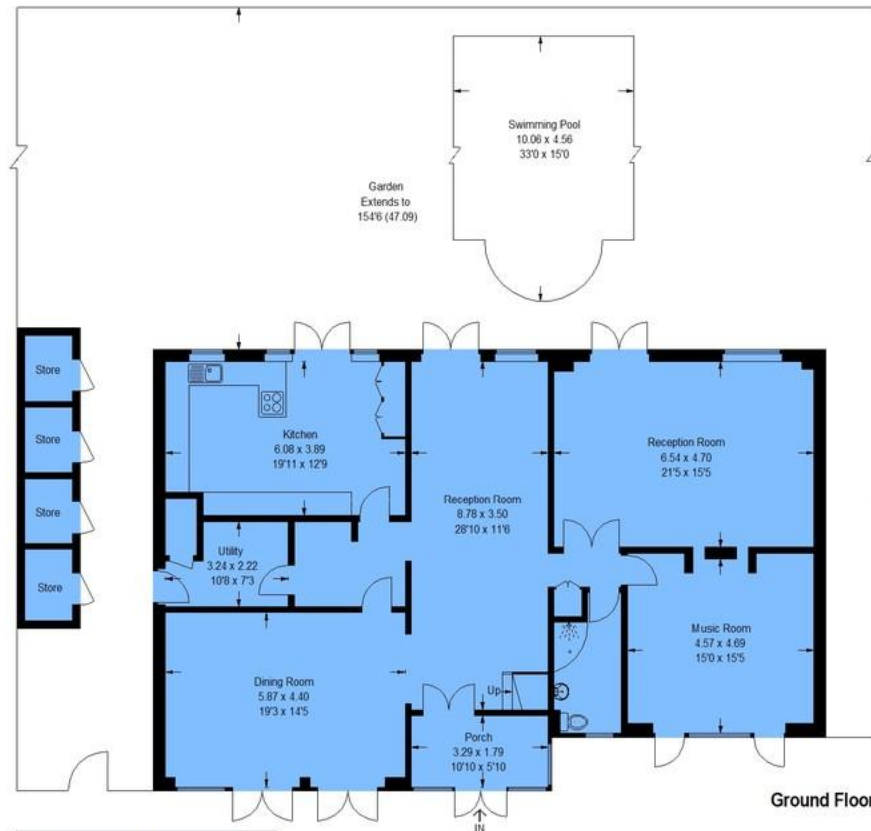 Swimming Pool
10.06 x 4.56
33'0 x 15'0
Garden
Extends to
154'6 (47.09)
Store
Store
Store
Store
Kitchen
6.08 x 3.89
19'11 x 12'9
Reception Room
8.78 x 3.50
28'10 x 11'6
Reception Room
6.54 x 4.70
21'5 x 15'5
Utility
3.24 x 2.22
10'8 x 7'3
Music Room
4.57 x 4.69
15'0 x 15'5
Dining Room
5.87 x 4.40
19'3 x 14'5
Up
Porch
3.29 x 1.79
10'10 x 5'10
IN
Ground Floor